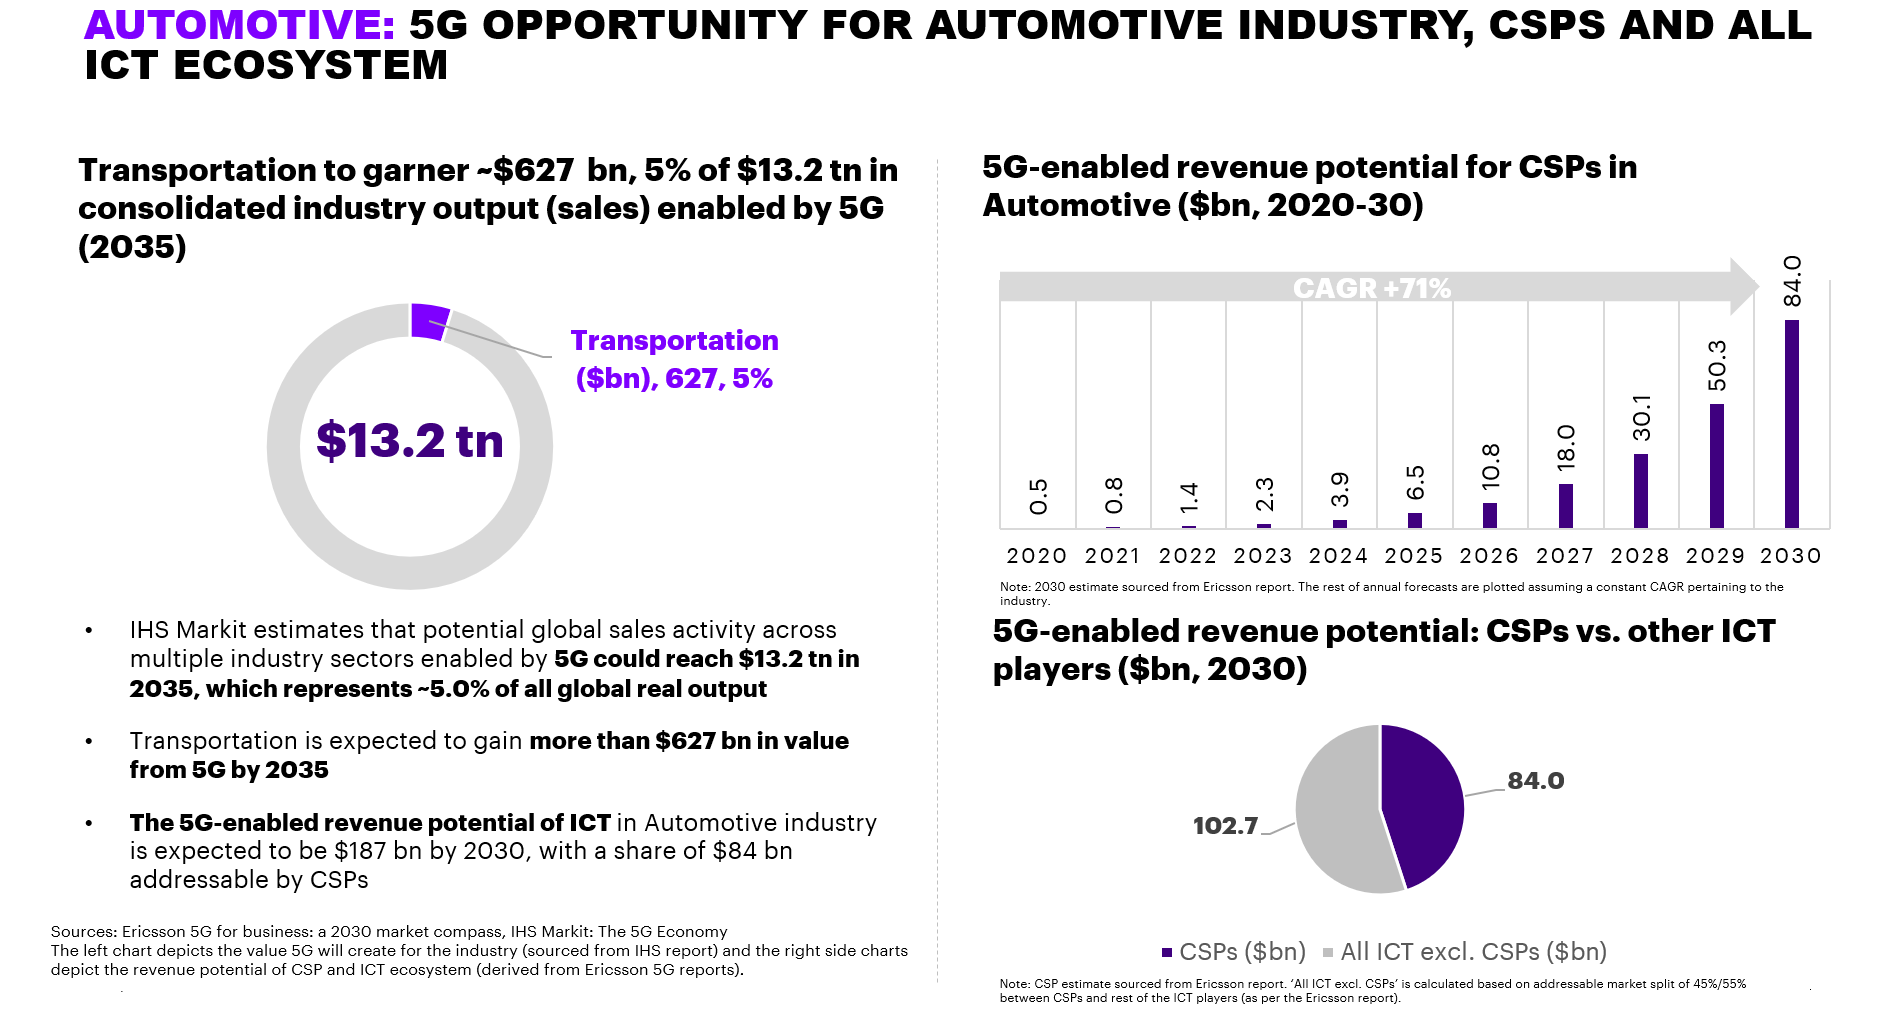 AUTOMOTIVE: 5G OPPORTUNITY FOR AUTOMOTIVE INDUSTRY, CSPS AND ALL
ICT ECOSYSTEM
Transportation to garner ~$627 bn, 5% of $13.2 tn in
consolidated industry output (sales) enabled by 5G
(2035)
Transportation
($bn), 627, 5%
$13.2 tn
• IHS Markit estimates that potential global sales activity across
multiple industry sectors enabled by 5G could reach $13.2 tn in
2035, which represents ~5.0% of all global real output
• Transportation is expected to gain more than $627 bn in value
from 5G by 2035
• The 5G-enabled revenue potential of ICT in Automotive industry
is expected to be $187 bn by 2030, with a share of $84 bn
addressable by CSPs
Sources: Ericsson 5G for business: a 2030 market compass, IHS Markit: The 5G Economy
The left chart depicts the value 5G will create for the industry (sourced from IHS report) and the right side charts
depict the revenue potential of CSP and ICT ecosystem (derived from Ericsson 5G reports).
5G-enabled revenue potential for CSPs in
Automotive ($bn, 2020-30)
CAGR +71%
0.5 0.8 1.4 2.3 3.9 6.5 10.8 18.0 30.1 50.3 84.0
2020 2021 2022 2023 2024 2025 2026 2027 2028 2029 2030
Note: 2030 estimate sourced from Ericsson report. The rest of annual forecasts are plotted assuming a constant CAGR pertaining to the
industry.
5G-enabled revenue potential: CSPs vs. other ICT
players ($bn, 2030)
84.0
102.7
CSPs ($bn) All ICT excl. CSPs ($bn)
Note: CSP estimate sourced from Ericsson report. ‘All ICT excl. CSPs’ is calculated based on addressable market split of 45%/55%
between CSPs and rest of the ICT players (as per the Ericsson report).